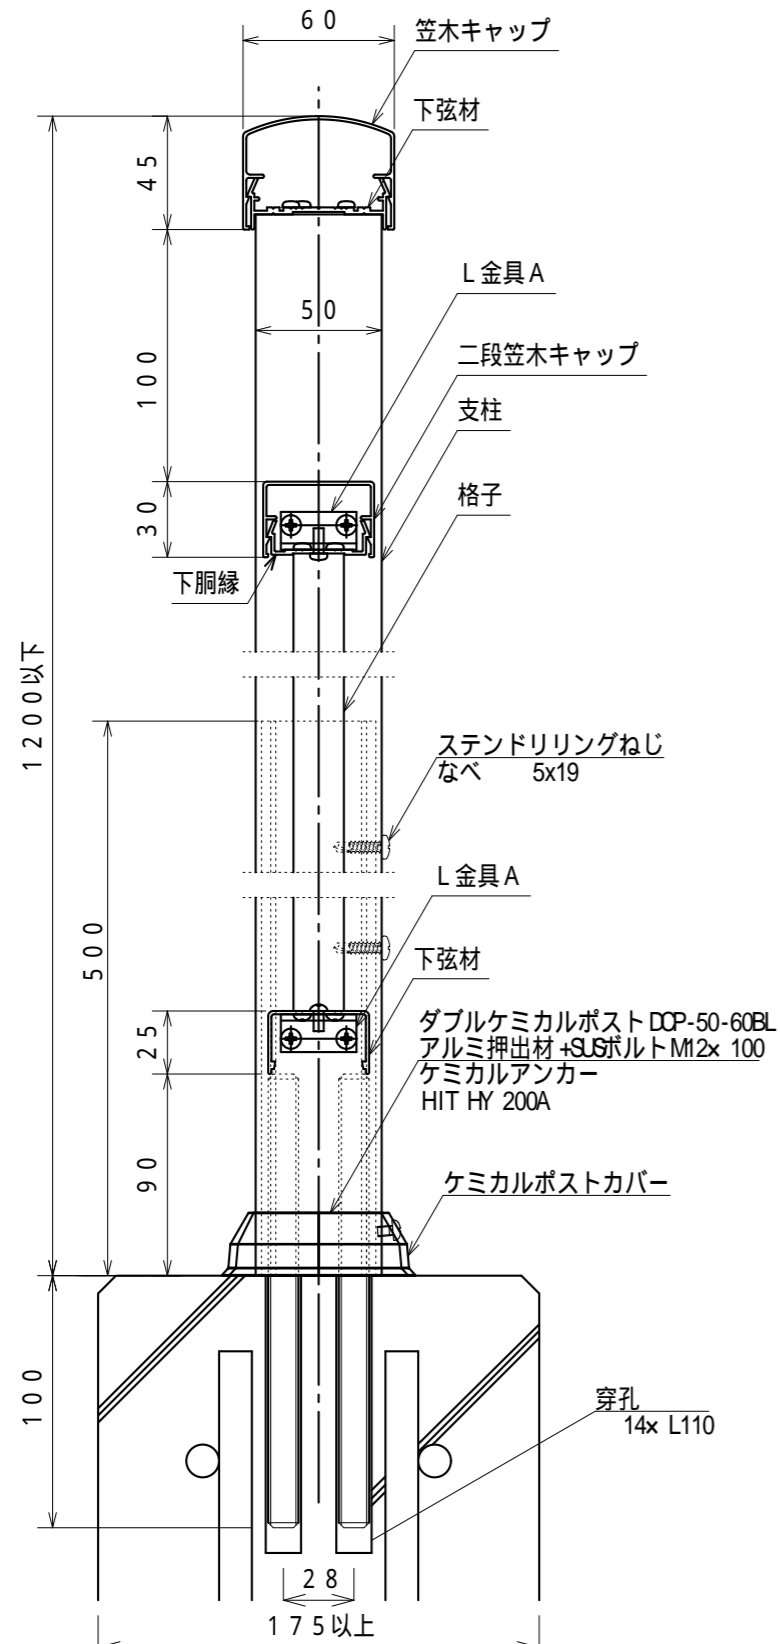 60
笠木キャップ
下弦材
45
L金具A
50
二段笠木キャップ
100
支柱
格子
30
下胴縁
1200以下
ステンドリリングねじ
なべ 5x19
L金具A
500
下弦材
25
ダブルケミカルポスト DCP-50-60BL
アルミ押出材+SUSボルトM12x 100
ケミカルアンカー
HIT HY 200A
90
ケミカルポストカバー
100
穿孔
14x L110
28
175以上